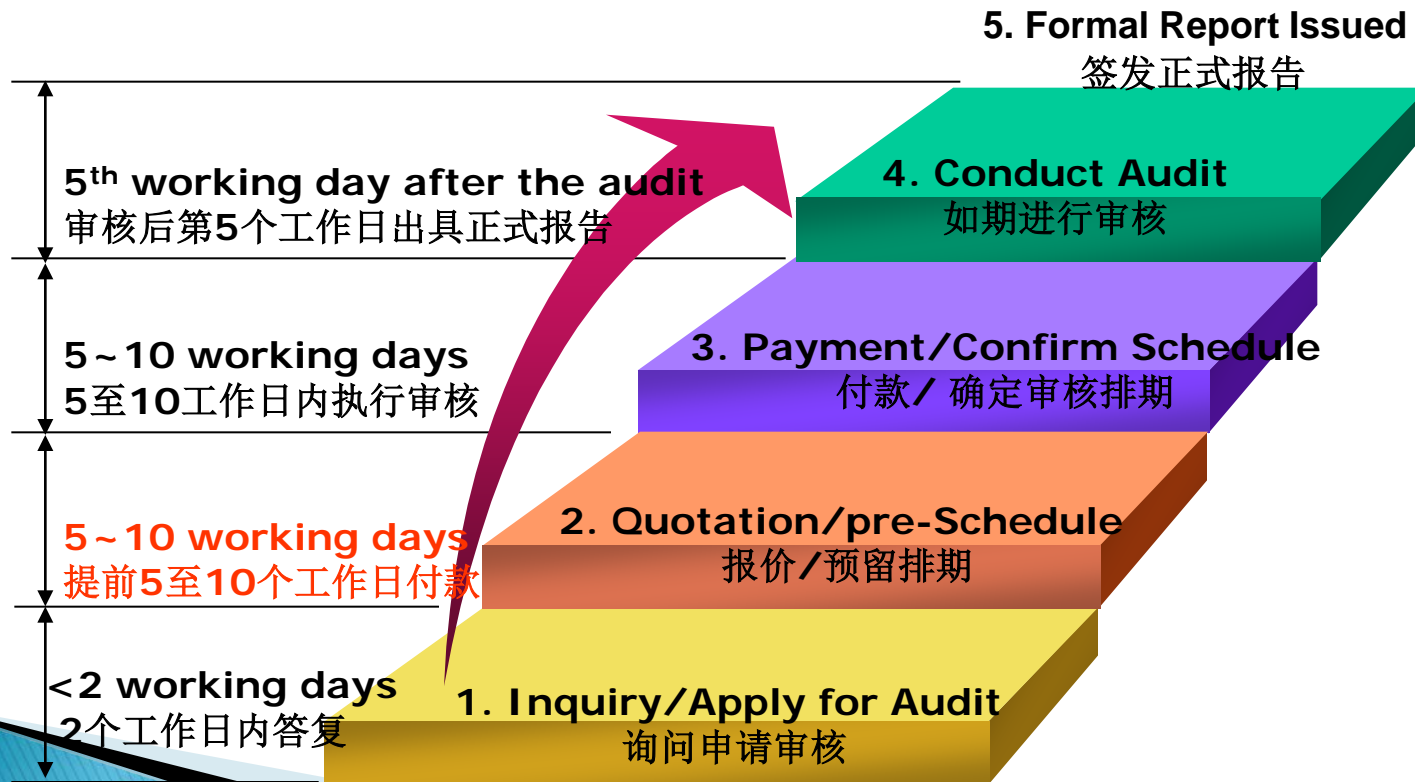 5. Formal Report Issued
签发正式报告
5th working day after the audit
审核后第5个工作日出具正式报告
4. Conduct Audit
如期进行审核
5~10 working days
5至10工作日内执行审核
3. Payment/Confirm Schedule
付款/ 确定审核排期
5~10 working days
提前5至10个工作日付款
2. Quotation/pre-Schedule
报价/预留排期
<2 working days
2个工作日内答复
1. Inquiry/Apply for Audit
询问申请审核